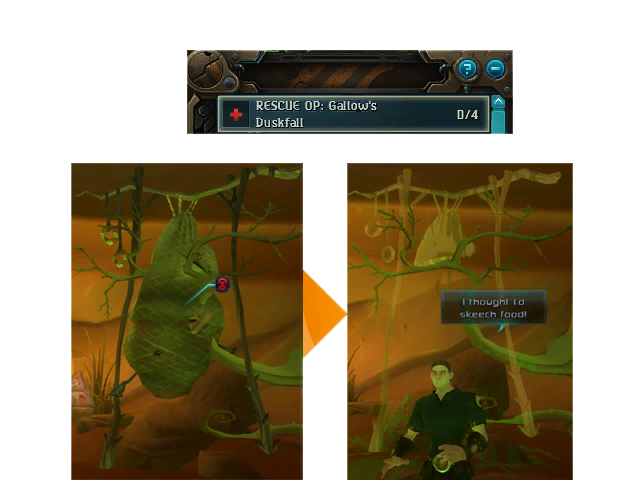 RESCUE OP: Gallow's
Duskfall
0/4
I thought I'd
skeech food!